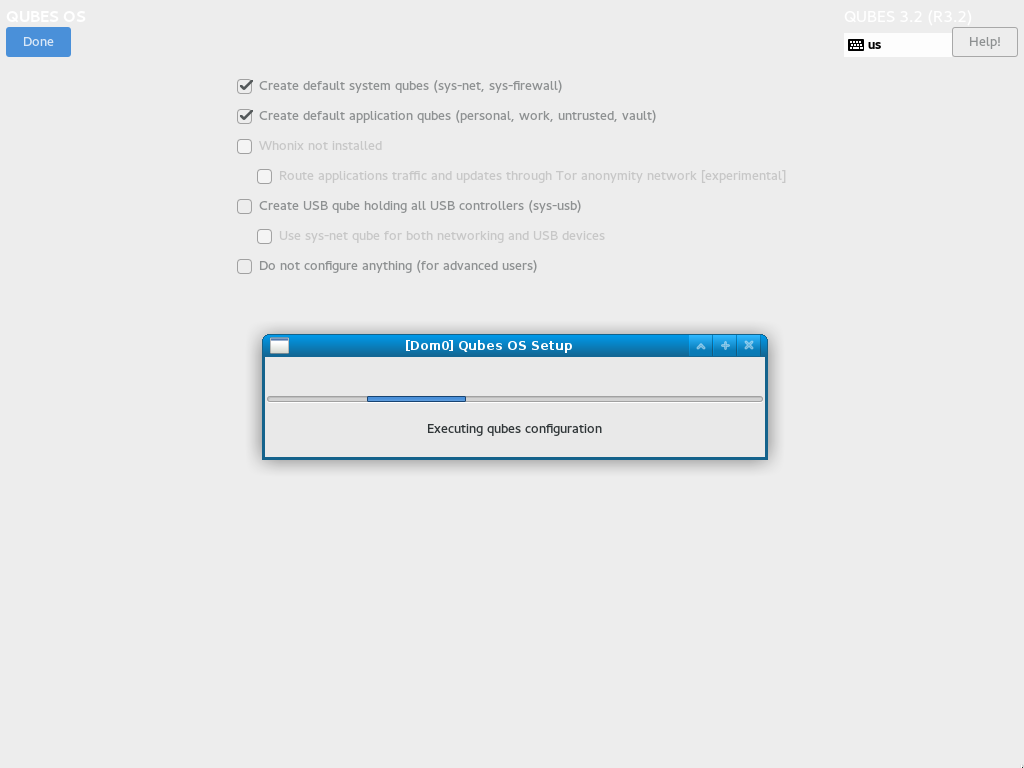 QUBES OS
QUBES 3.2 (R3.2)
Done
us
Help!
Create default system qubes (sys-net, sys-firewall)
Create default application qubes (personal, work, untrusted, vault)
Whonix not installed
Route applications traffic and updates through Tor anonymity network [experimental]
Create USB qube holding all USB controllers (sys-usb)
Use sys-net qube for both networking and USB devices
Do not configure anything (for advanced users)
[Dom0] Qubes OS Setup
Executing qubes configuration